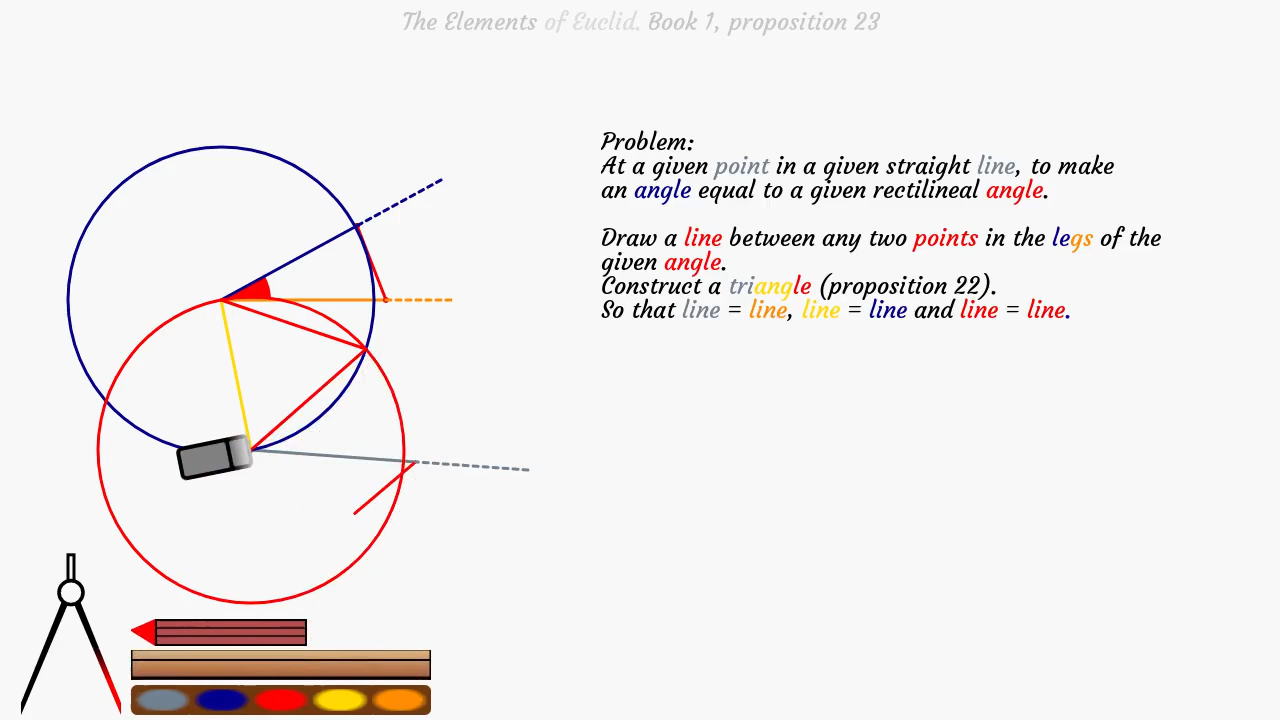 The Elements of Euclid. Book 1, proposition 23
Problem:
At a given point in a given straight line, to make
an angle equal to a given rectilineal angle.
Draw a line between any two points in the legs of the
given angle.
Construct a triangle (proposition 22).
So that line = line, line = line and line = line.